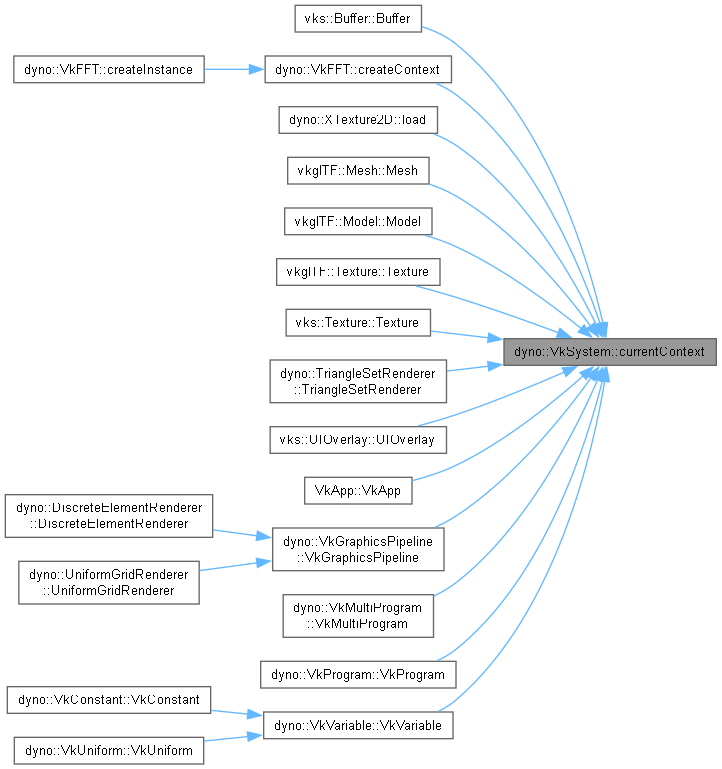 vks::Buffer::Buffer
dyno::VkFFT::createInstance
dyno::VkFFT::createContext
dyno::XTexture2D::load
vkglTF::Mesh::Mesh
vkglTF::Model::Model
vkglTF::Texture::Texture
vks::Texture::Texture
dyno::VkSystem::currentContext
dyno::TriangleSetRenderer
::TriangleSetRenderer
vks::UIOverlay::UIOverlay
VkApp::VkApp
dyno::DiscreteElementRenderer
::DiscreteElementRenderer
dyno::VkGraphicsPipeline
::VkGraphicsPipeline
dyno::UniformGridRenderer
::UniformGridRenderer
dyno::VkMultiProgram
::VkMultiProgram
dyno::VkProgram::VkProgram
dyno::VkConstant::VkConstant
dyno::VkVariable::VkVariable
dyno::VkUniform::VkUniform